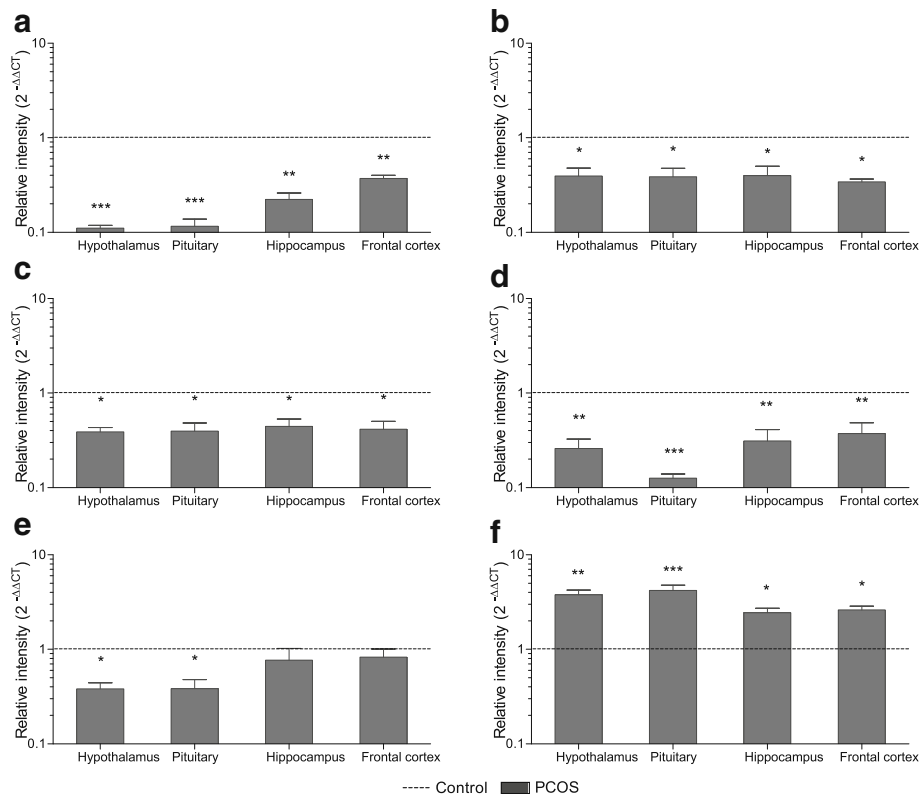 a
b
Relative intensity (2 -ΔΔCT)
10
1
0.1
** * ***
*** ** **
Hypothalamus Pituitary Hippocampus Frontal cortex
Relative intensity (2 -ΔΔCT)
10
1
0.1
* * * *
Hypothalamus Pituitary Hippocampus Frontal cortex
c
d
Relative intensity (2 -ΔΔCT)
10
1
0.1
* * * *
Hypothalamus Pituitary Hippocampus Frontal cortex
Relative intensity (2 -ΔΔCT)
10
1
0.1
** *** ** **
Hypothalamus Pituitary Hippocampus Frontal cortex
e
f
Relative intensity (2 -ΔΔCT)
10
1
0.1
* *
Hypothalamus Pituitary Hippocampus Frontal cortex
Relative intensity (2 -ΔΔCT)
10
1
0.1
** *** * *
Hypothalamus Pituitary Hippocampus Frontal cortex
Control PCOS